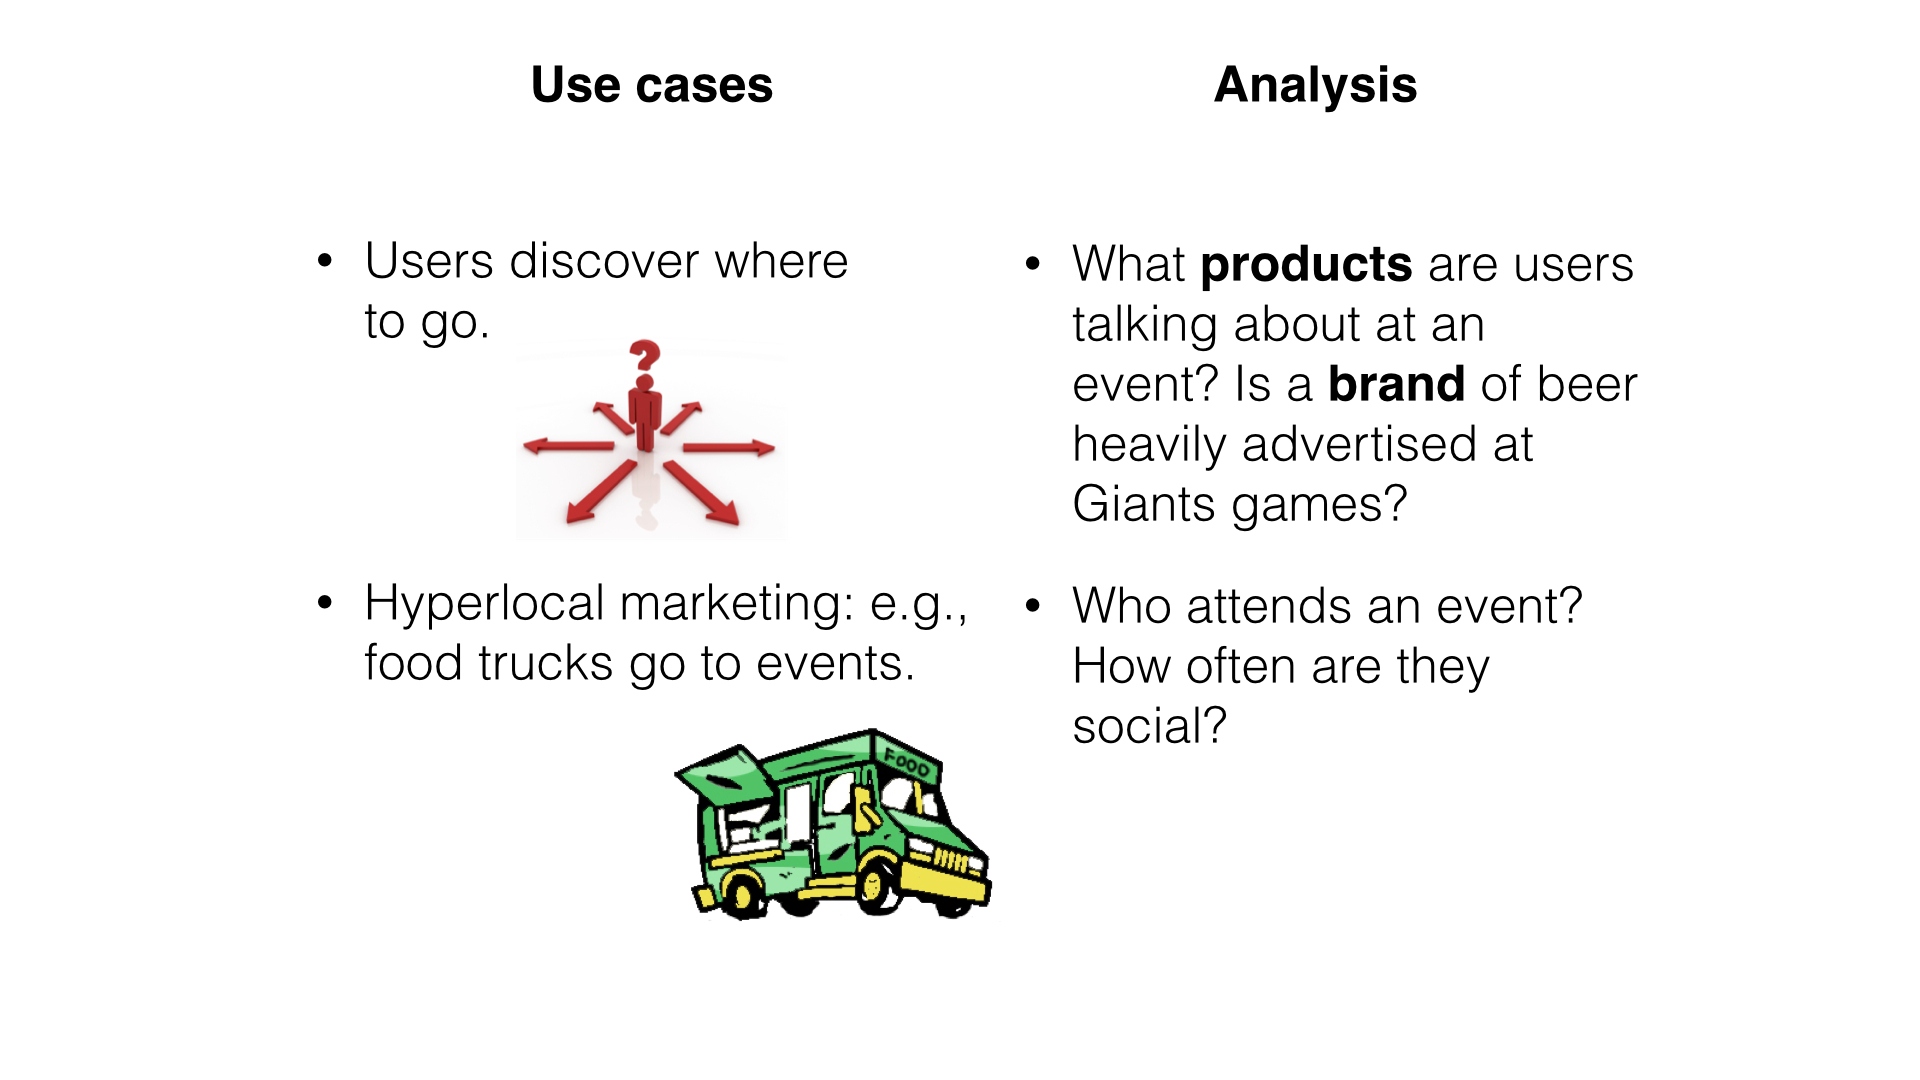 Use cases
Analysis
• Users discover where
to go.
?
• Hyperlocal marketing: e.g.,
food trucks go to events.
FOOD
• What products are users
talking about at an
event? Is a brand of beer
heavily advertised at
Giants games?
• Who attends an event?
How often are they
social?